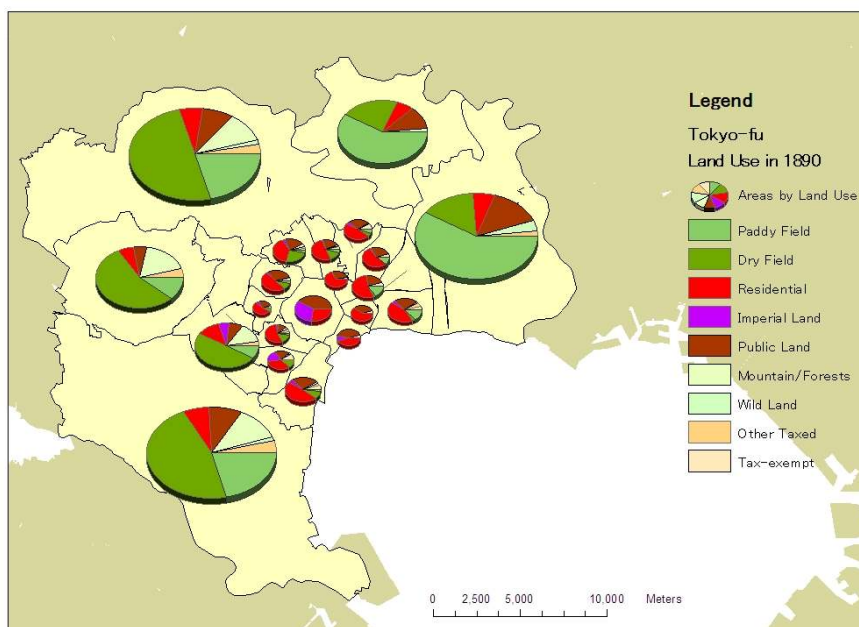 Legend
Tokyo-fu
Land Use in 1890
Areas by Land Use
Paddy Field
Dry Field
Residential
Imperial Land
Public Land
Mountain/Forests
Wild Land
Other Taxed
Tax-exempt
0 2,500 5,000 10,000 Meters